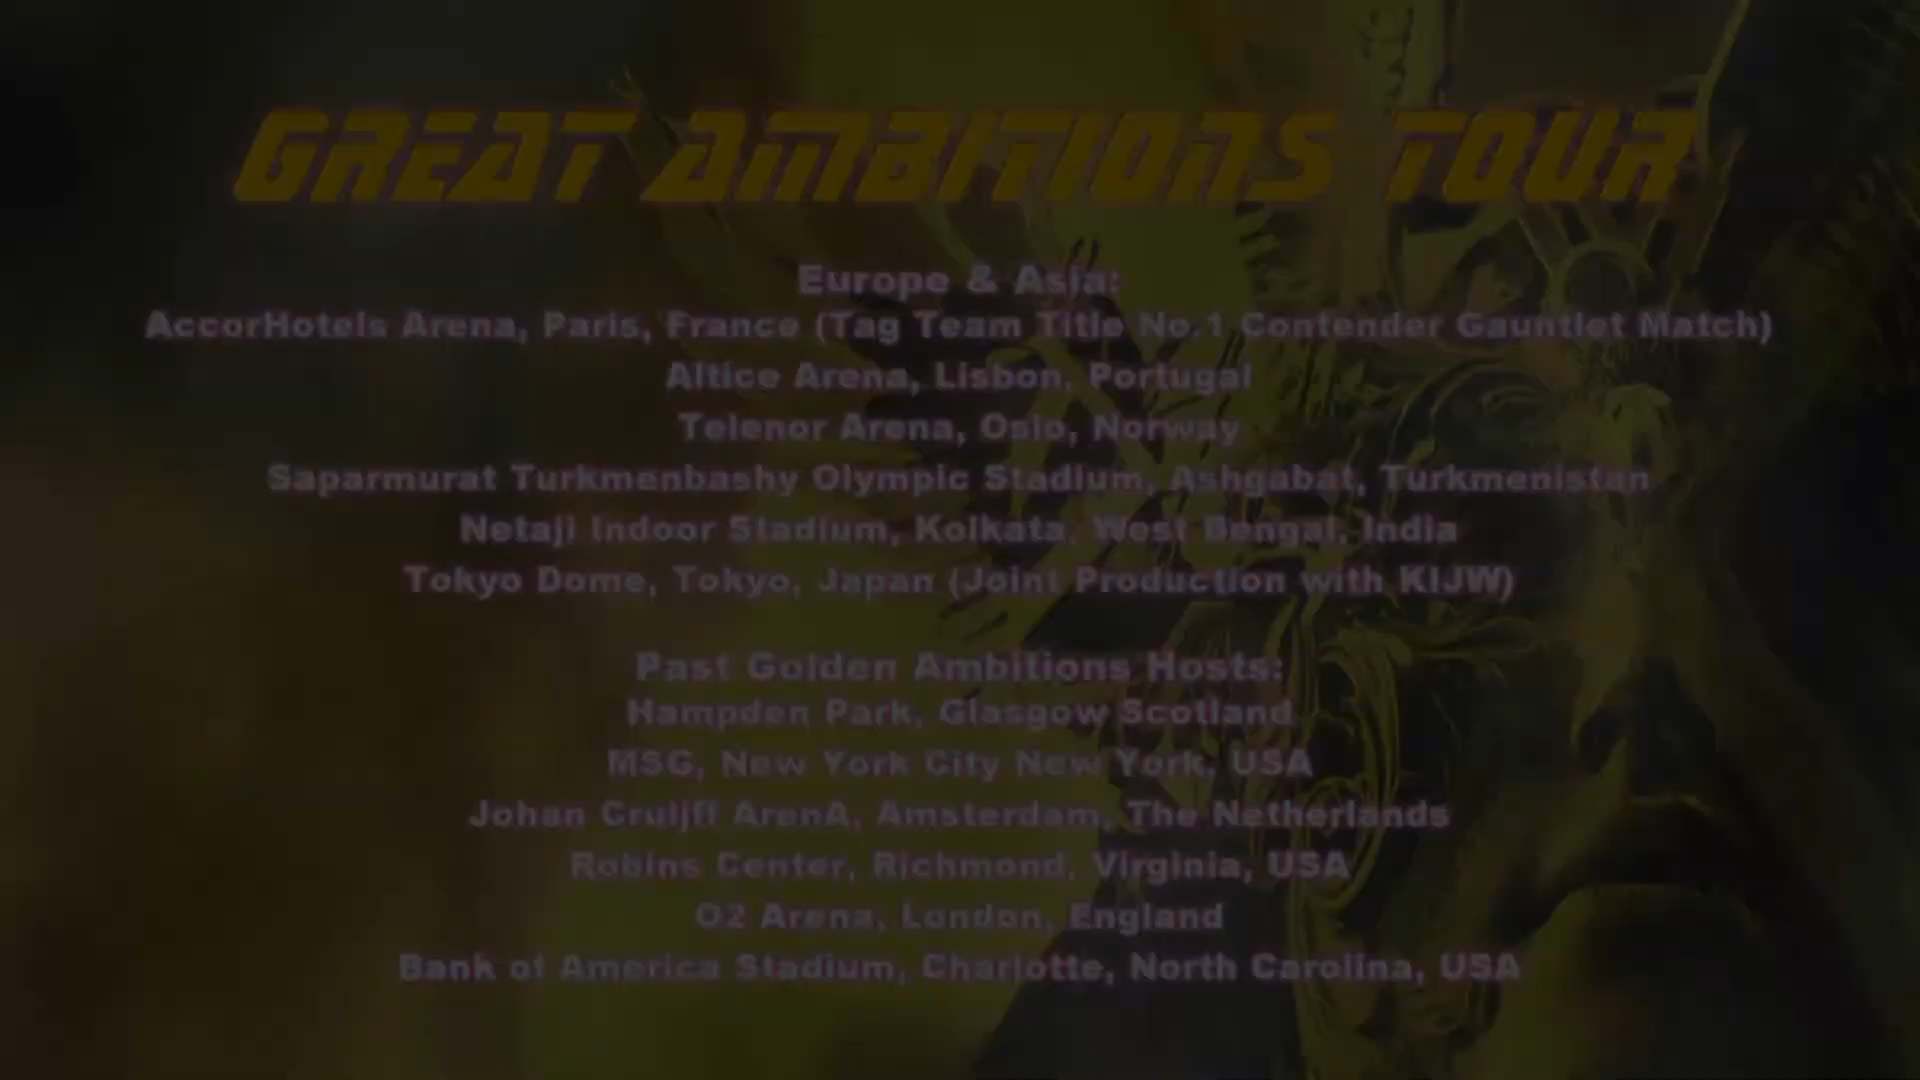 GREAT AMBITIONS TOUR
Europe & Asia:
AccorHotels Arena, Paris, France (Tag Team Title No.1 Contender Gauntlet Match)
Altice Arena, Lisbon, Portugal
Telenor Arena, Oslo, Norway
Saparmurat Turkmenbashy Olympic Stadium, Ashgabat, Turkmenistan
Netaji Indoor Stadium, Kolkata, West Bengal, India
Tokyo Dome, Tokyo, Japan (Joint Production with KIJW)
Past Golden Ambitions Hosts:
Hampden Park, Glasgow Scotland
MSG, New York City New York, USA
Johan Cruijff ArenA, Amsterdam, The Netherlands
Robins Center, Richmond, Virginia, USA
O2 Arena, London, England
Bank of America Stadium, Charlotte, North Carolina, USA